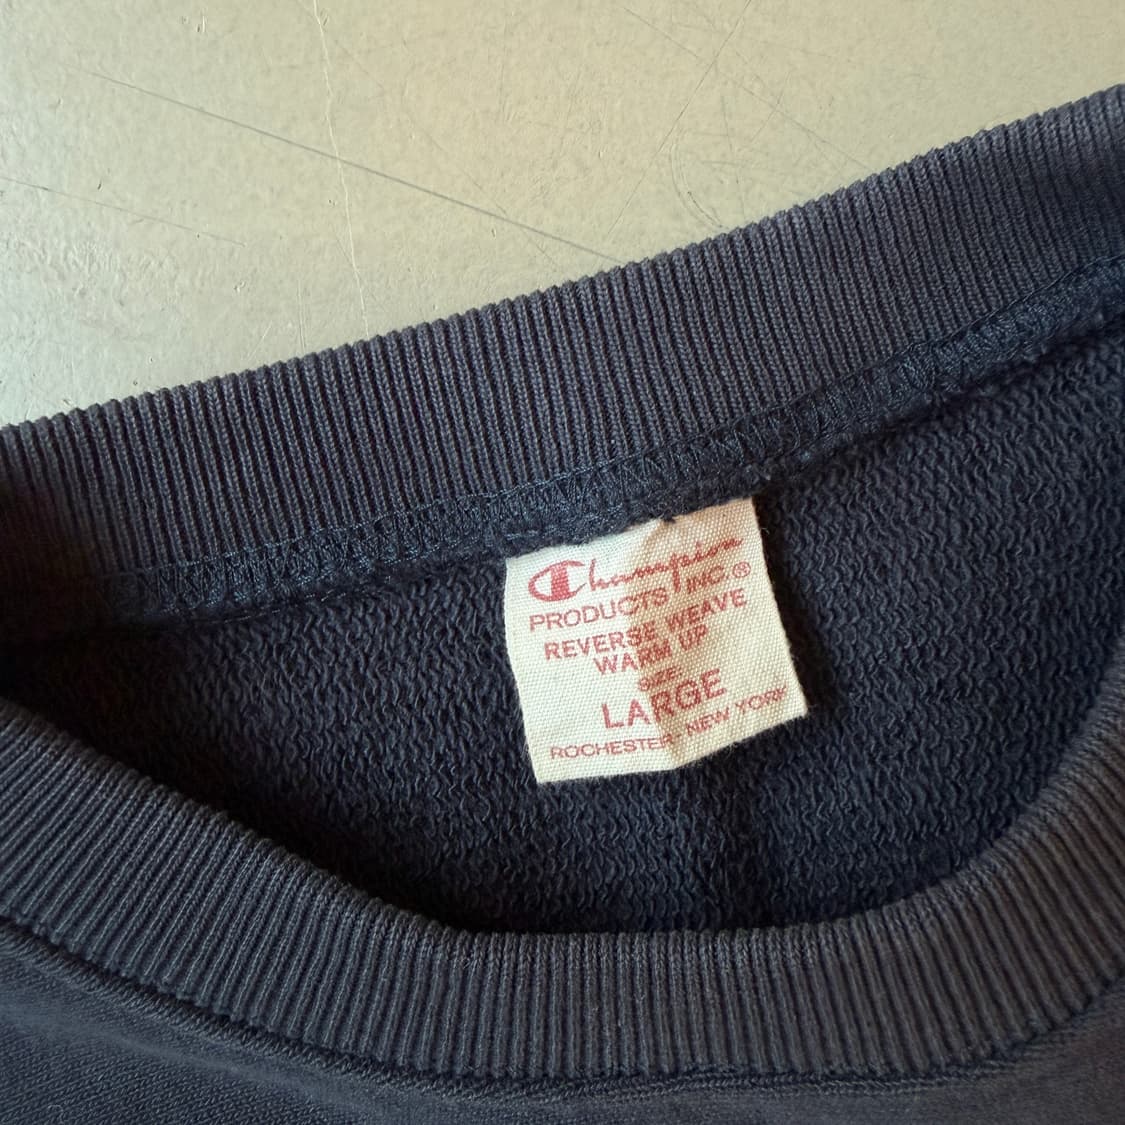 Champion
PRODUCTS INC.®
REVERSE WEAVE
WARM UP
SIZE
LARGE
ROCHESTER, NEW YORK